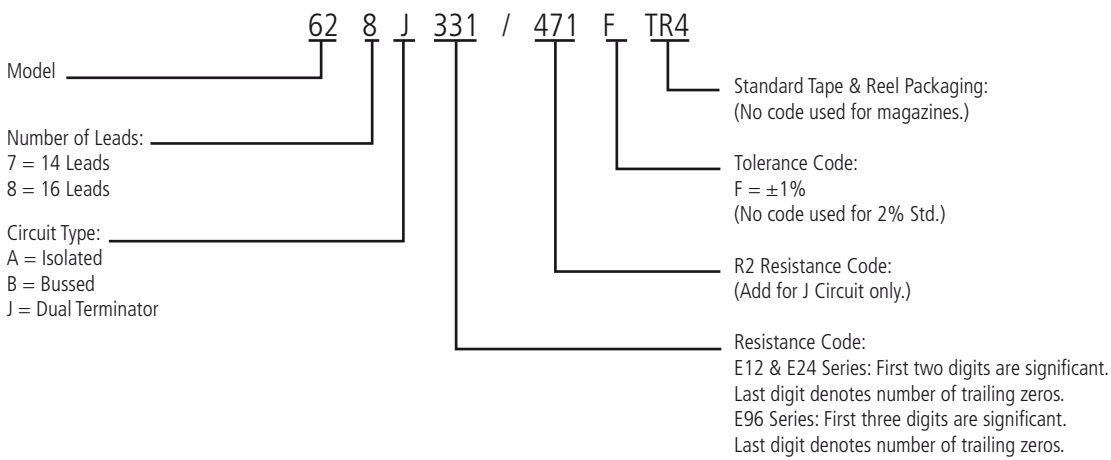 62 8 J 331 / 471 F TR4
Model
Number of Leads:
7 = 14 Leads
8 = 16 Leads
Circuit Type:
A = Isolated
B = Bussed
J = Dual Terminator
Standard Tape & Reel Packaging:
(No code used for magazines.)
Tolerance Code:
F = ±1%
(No code used for 2% Std.)
R2 Resistance Code:
(Add for J Circuit only.)
Resistance Code:
E12 & E24 Series: First two digits are significant.
Last digit denotes number of trailing zeros.
E96 Series: First three digits are significant.
Last digit denotes number of trailing zeros.